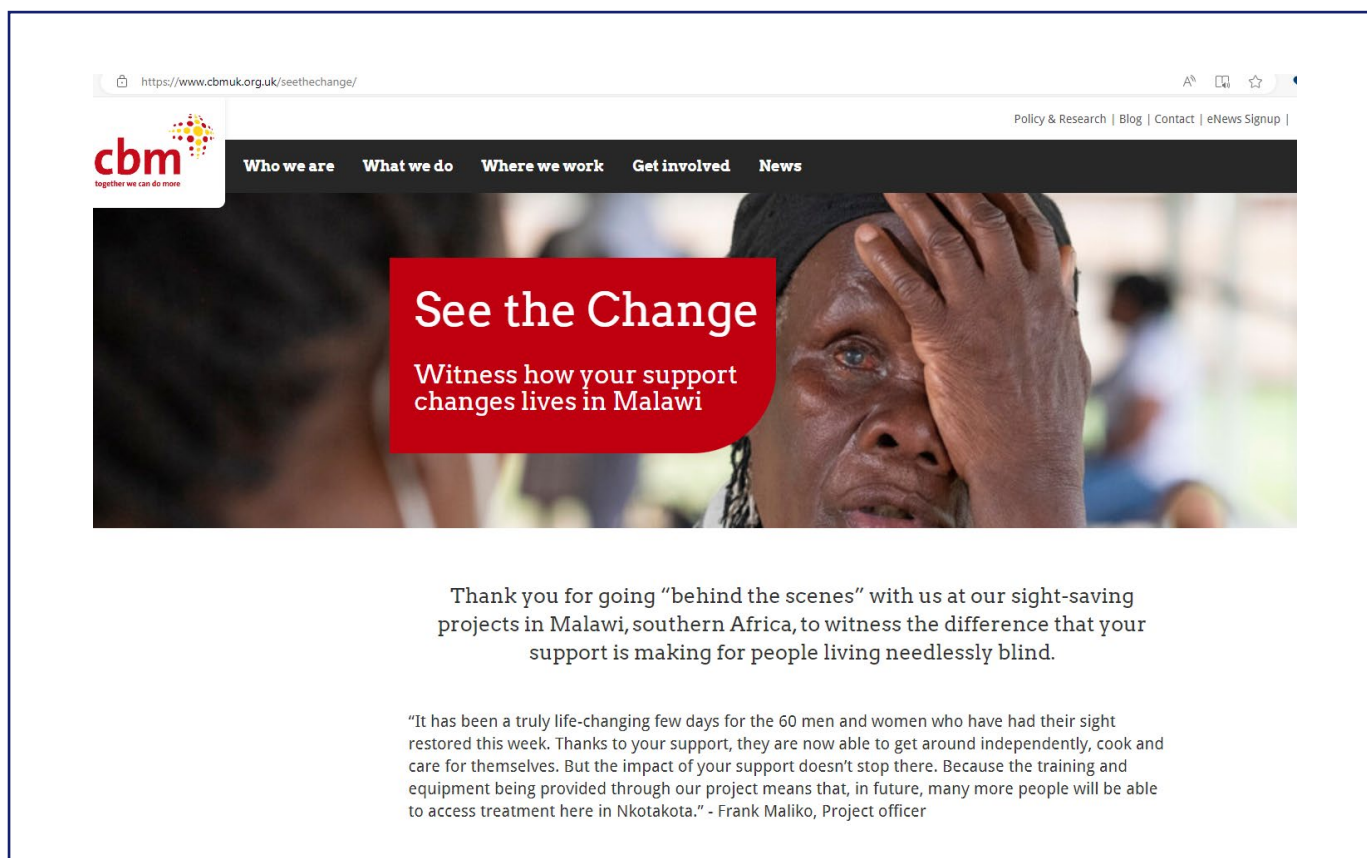 https://www.cbmuk.org.uk/seethechange/
Policy & Research | Blog | Contact | eNews Signup |
cbm
together we can do more
Who we are What we do Where we work Get involved News
See the Change
Witness how your support
changes lives in Malawi
Thank you for going “behind the scenes” with us at our sight-saving
projects in Malawi, southern Africa, to witness the difference that your
support is making for people living needlessly blind.
“It has been a truly life-changing few days for the 60 men and women who have had their sight
restored this week. Thanks to your support, they are now able to get around independently, cook and
care for themselves. But the impact of your support doesn’t stop there. Because the training and
equipment being provided through our project means that, in future, many more people will be able
to access treatment here in Nkotakota.” - Frank Maliko, Project officer